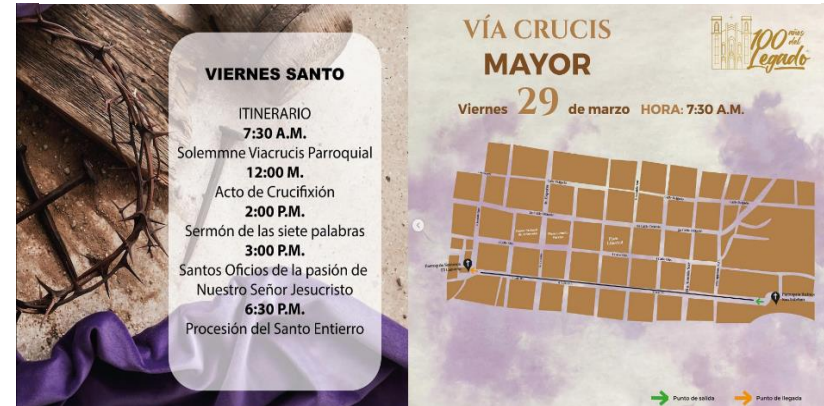 VIERNES SANTO
ITINERARIO
7:30 A.M.
Solemmne Viacrucis Parroquial
12:00 M.
Acto de Crucifixión
2:00 P.M.
Sermón de las siete palabras
3:00 P.M.
Santos Oficios de la pasión de
Nuestro Señor Jesucristo
6:30 P.M.
Procesión del Santo Entierro
VÍA CRUCIS
MAYOR
Viernes 29 de marzo HORA: 7:30 A.M.
100 años
del
Legado
Punto de salida
Punto de llegada